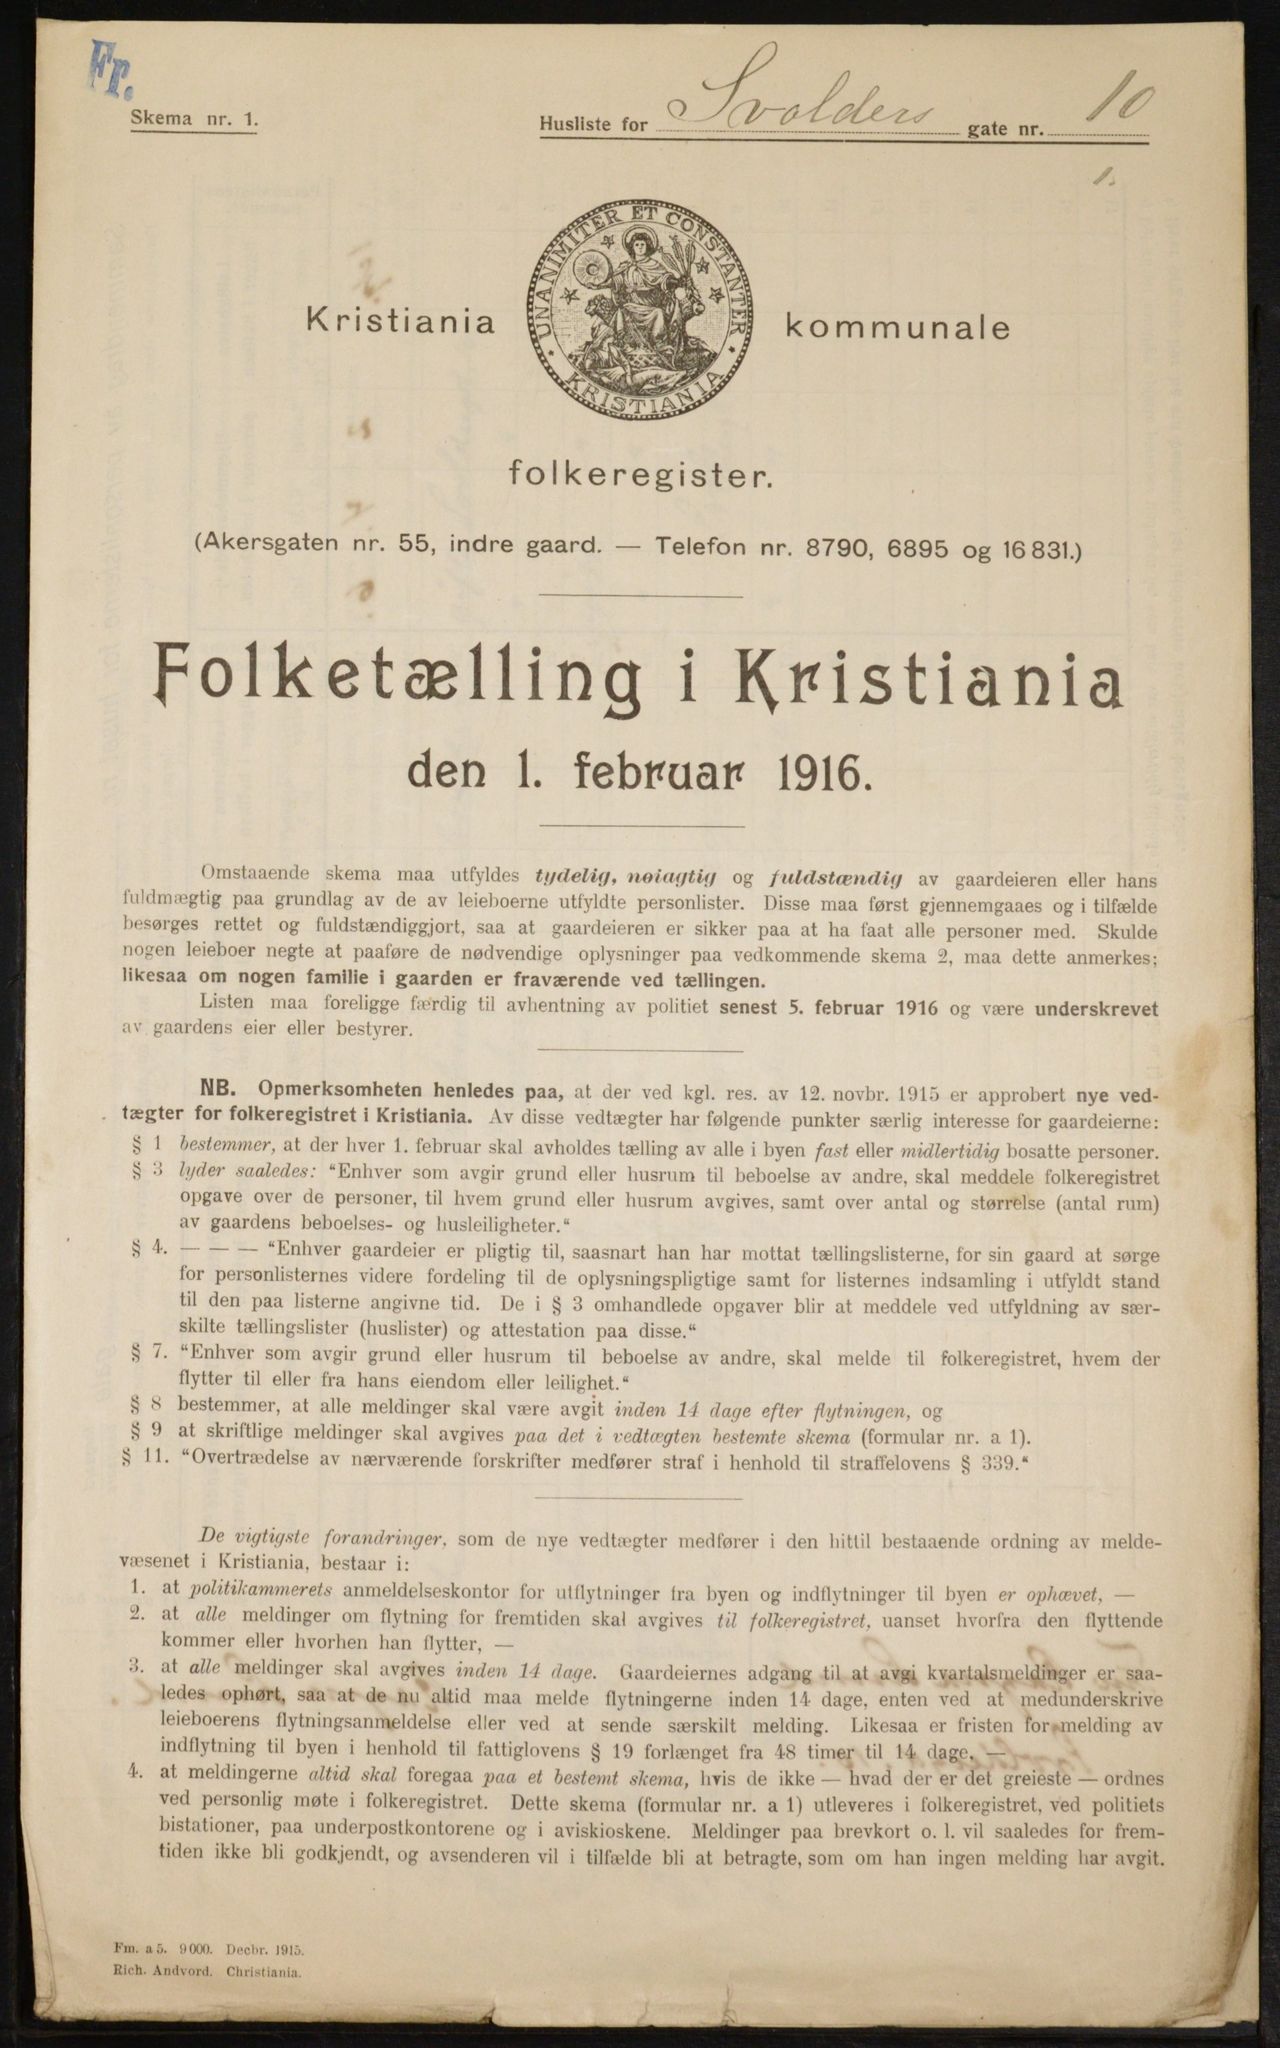 Fr.
Skema nr. 1.
Husliste for Svolders gate nr. 10
1.
UNANIMITER ET CONSTANTER
KRISTIANIA
Kristiania kommunale
folkeregister.
(Akersgaten nr. 55, indre gaard. — Telefon nr. 8790, 6895 og 16 831.)
Folketælling i Kristiania
den 1. februar 1916.
Omstaaende skema maa utfyldes tydelig, nøiagtig og fuldstændig av gaardeieren eller hans
fuldmægtig paa grundlag av de av leieboerne utfyldte personlister. Disse maa først gjennemgaaes og i tilfælde
besørges rettet og fuldstændiggjort, saa at gaardeieren er sikker paa at ha faat alle personer med. Skulde
nogen leieboer negte at paaføre de nødvendige oplysninger paa vedkommende skema 2, maa dette anmerkes;
likesaa om nogen familie i gaarden er fraværende ved tællingen.
Listen maa foreligge færdig til avhentning av politiet senest 5. februar 1916 og være underskrevet
av gaardens eier eller bestyrer.
NB. Opmerksomheten henledes paa, at der ved kgl. res. av 12. novbr. 1915 er approbert nye ved-
tægter for folkeregistret i Kristiania. Av disse vedtægter har følgende punkter særlig interesse for gaardeierne:
§ 1 bestemmer, at der hver 1. februar skal avholdes tælling av alle i byen fast eller midlertidig bosatte personer.
§ 3 lyder saaledes: "Enhver som avgir grund eller husrum til beboelse av andre, skal meddele folkeregistret
opgave over de personer, til hvem grund eller husrum avgives, samt over antal og størrelse (antal rum)
av gaardens beboelses- og husleiligheter."
§ 4. — — — "Enhver gaardeier er pligtig til, saasnart han har mottat tællingslisterne, for sin gaard at sørge
for personlisternes videre fordeling til de oplysningspligtige samt for listernes indsamling i utfyldt stand
til den paa listerne angivne tid. De i § 3 omhandlede opgaver blir at meddele ved utfyldning av sær-
skilte tællingslister (huslister) og attestation paa disse."
§ 7. "Enhver som avgir grund eller husrum til beboelse av andre, skal melde til folkeregistret, hvem der
flytter til eller fra hans eiendom eller leilighet."
§ 8 bestemmer, at alle meldinger skal være avgit inden 14 dage efter flytningen, og
§ 9 at skriftlige meldinger skal avgives paa det i vedtægten bestemte skema (formular nr. a 1).
§ 11. "Overtrædelse av nærværende forskrifter medfører straf i henhold til straffelovens § 339."
De vigtigste forandringer, som de nye vedtægter medfører i den hittil bestaaende ordning av melde-
væsenet i Kristiania, bestaar i:
1. at politikammerets anmeldelseskontor for utflytninger fra byen og indflytninger til byen er ophævet, —
2. at alle meldinger om flytning for fremtiden skal avgives til folkeregistret, uanset hvorfra den flyttende
kommer eller hvorhen han flytter, —
3. at alle meldinger skal avgives inden 14 dage. Gaardeiernes adgang til at avgi kvartalsmeldinger er saa-
ledes ophørt, saa at de nu altid maa melde flytningerne inden 14 dage, enten ved at medunderskrive
leieboerens flytningsanmeldelse eller ved at sende særskilt melding. Likesaa er fristen for melding av
indflytning til byen i henhold til fattiglovens § 19 forlænget fra 48 timer til 14 dage, —
4. at meldingerne altid skal foregaa paa et bestemt skema, hvis de ikke — hvad der er det greieste — ordnes
ved personlig møte i folkeregistret. Dette skema (formular nr. a 1) utleveres i folkeregistret, ved politiets
bistationer, paa underpostkontorene og i aviskioskene. Meldinger paa brevkort o. l. vil saaledes for frem-
tiden ikke bli godkjendt, og avsenderen vil i tilfælde bli at betragte, som om han ingen melding har avgit.
Fm. a 5. 9 000. Decbr. 1915.
Rich. Andvord. Christiania.